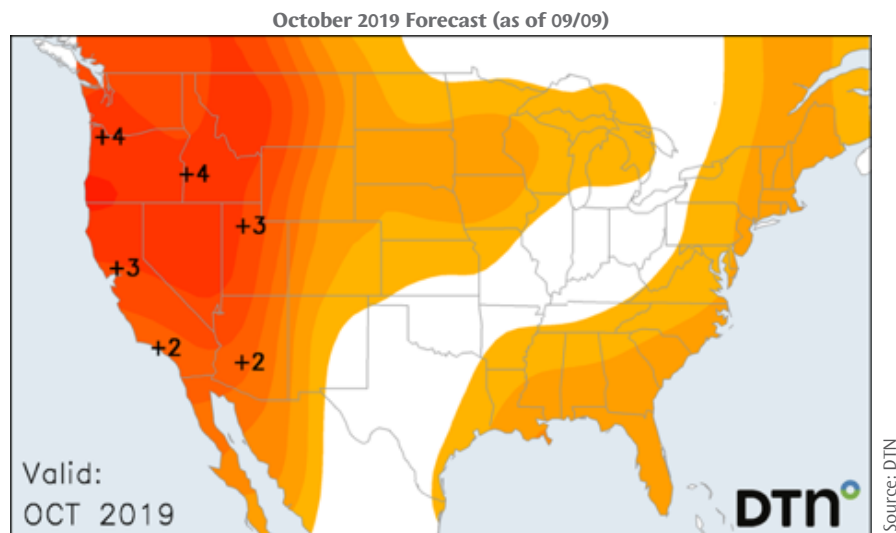 October 2019 Forecast (as of 09/09)
+4
+4
+3
+3
+2
+2
Valid:
OCT 2019
DTN
Source: DTN